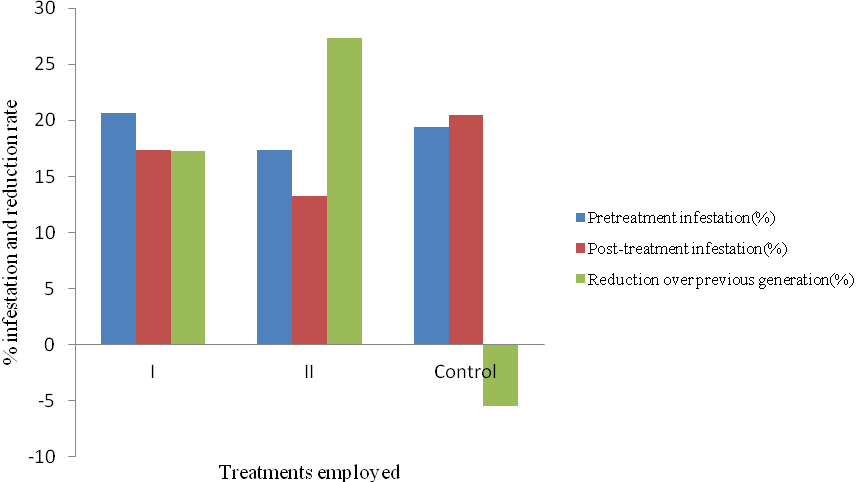 % infestation and reduction rate
30
25
20
15
10
5
0
-5
-10
I
II
Control
Treatments employed
Pretreatment infestation(%)
Post-treatment infestation(%)
Reduction over previous generation(%)